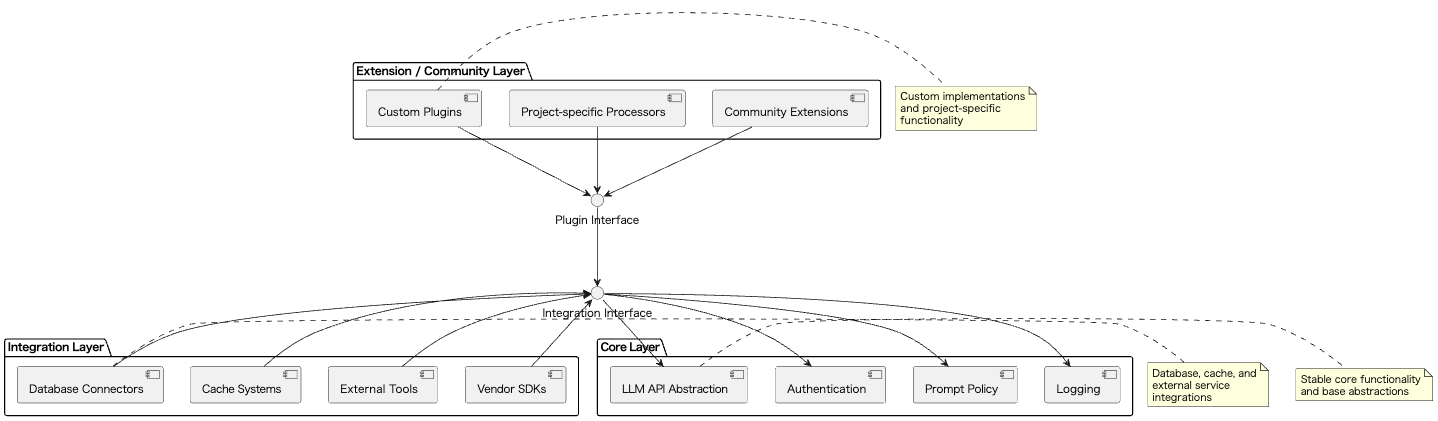 Extension / Community Layer
Custom Plugins
Project-specific Processors
Community Extensions
Custom implementations
and project-specific
functionality
Plugin Interface
Integration Interface
Integration Layer
Database Connectors
Cache Systems
External Tools
Vendor SDKs
Core Layer
LLM API Abstraction
Authentication
Prompt Policy
Logging
Database, cache, and
external service
integrations
Stable core functionality
and base abstractions